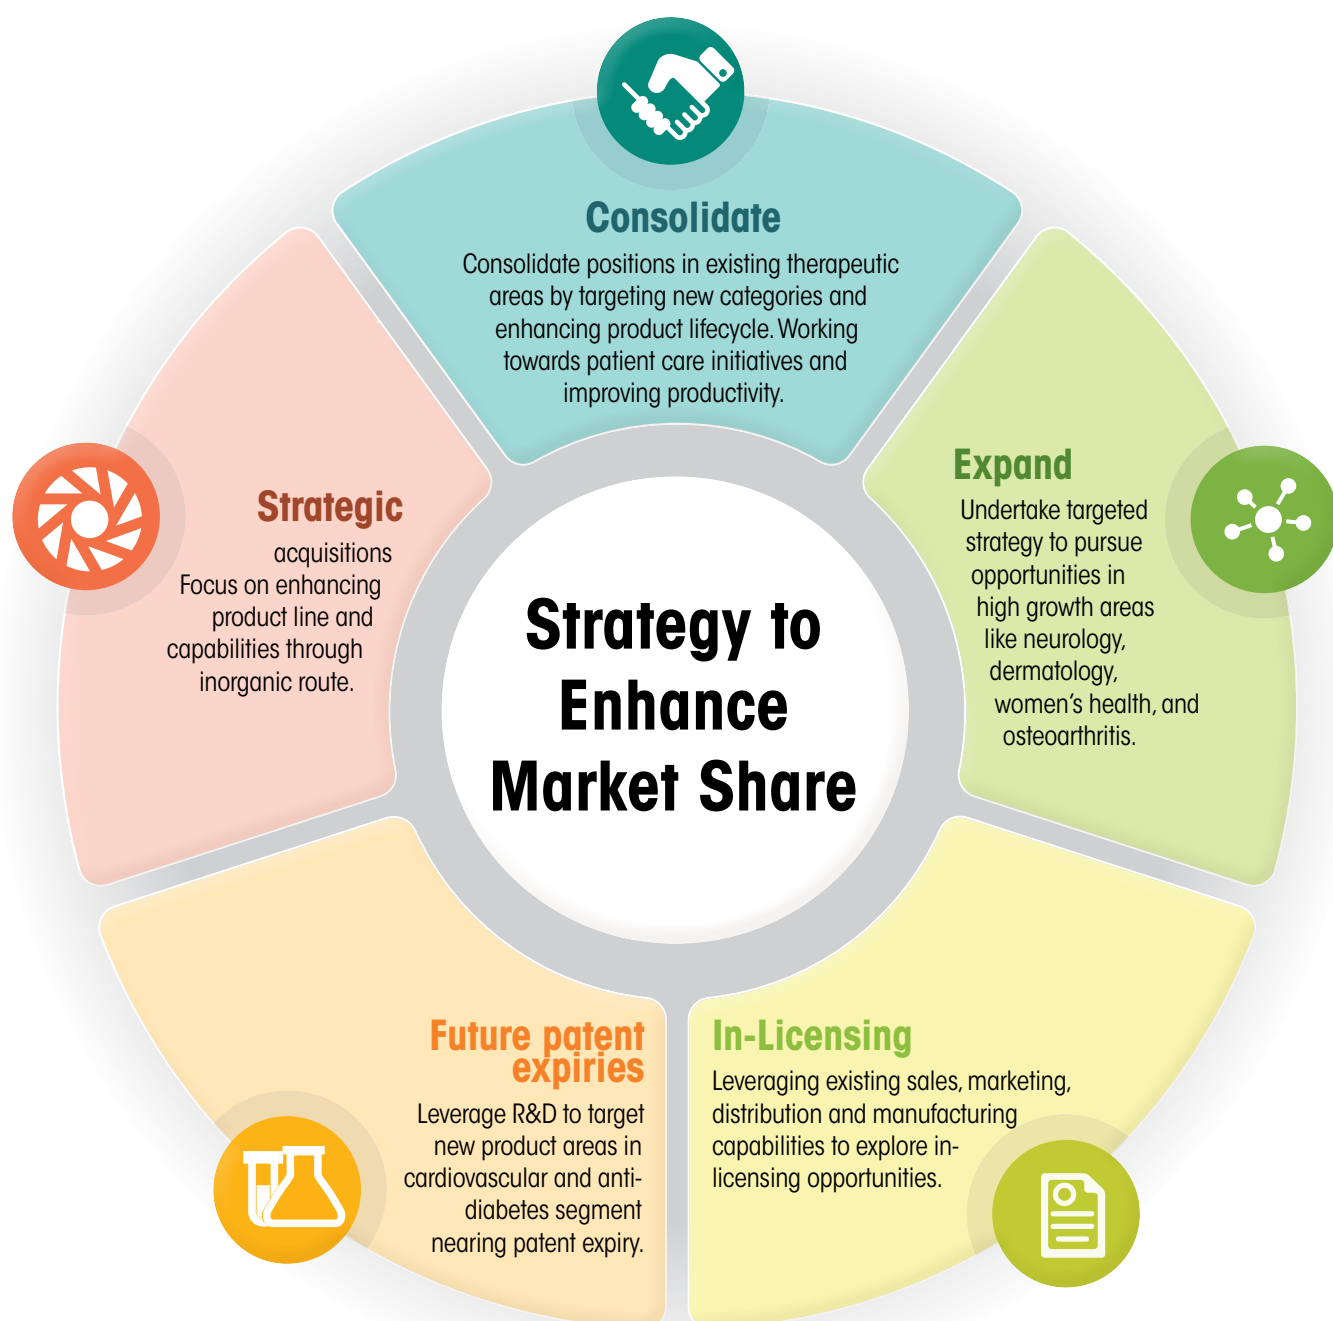 Consolidate
Consolidate positions in existing therapeutic
areas by targeting new categories and
enhancing product lifecycle. Working
towards patient care initiatives and
improving productivity.
Expand
Undertake targeted
strategy to pursue
opportunities in
high growth areas
like neurology,
dermatology,
women’s health, and
osteoarthritis.
Strategic
acquisitions
Focus on enhancing
product line and
capabilities through
inorganic route.
Strategy to
Enhance
Market Share
Future patent
expiries
Leverage R&D to target
new product areas in
cardiovascular and anti-
diabetes segment
nearing patent expiry.
In-Licensing
Leveraging existing sales, marketing,
distribution and manufacturing
capabilities to explore in-
licensing opportunities.